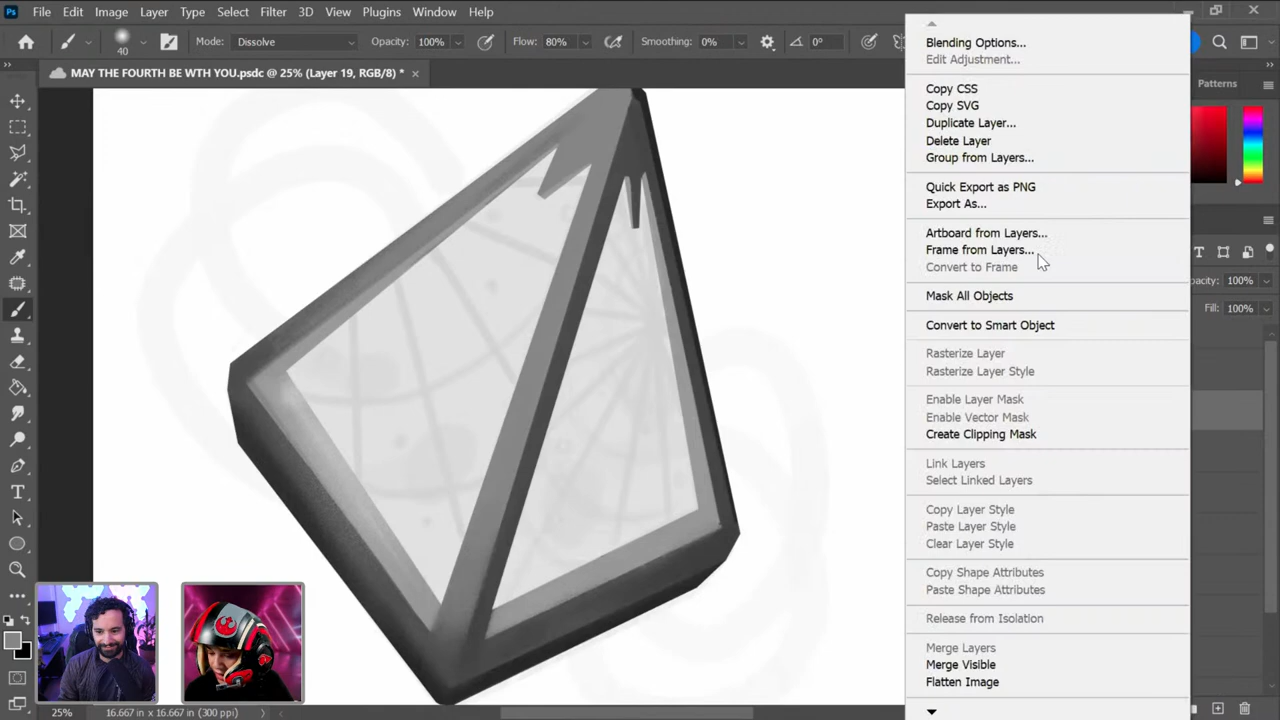 Ps File Edit Image Layer Type Select Filter 3D View Plugins Window Help
40 Mode: Dissolve Opacity: 100% Flow: 80% Smoothing: 0% 0°
MAY THE FOURTH BE WTH YOU.psdc @ 25% (Layer 19, RGB/8) *
Patterns
Blending Options...
Edit Adjustment...
Copy CSS
Copy SVG
Duplicate Layer...
Delete Layer
Group from Layers...
Quick Export as PNG
Export As...
Artboard from Layers...
Frame from Layers...
Convert to Frame
Mask All Objects
Convert to Smart Object
Rasterize Layer
Rasterize Layer Style
Enable Layer Mask
Enable Vector Mask
Create Clipping Mask
Link Layers
Select Linked Layers
Copy Layer Style
Paste Layer Style
Clear Layer Style
Copy Shape Attributes
Paste Shape Attributes
Release from Isolation
Merge Layers
Merge Visible
Flatten Image
pacity: 100%
Fill: 100%
25% 16.667 in x 16.667 in (300 ppi)